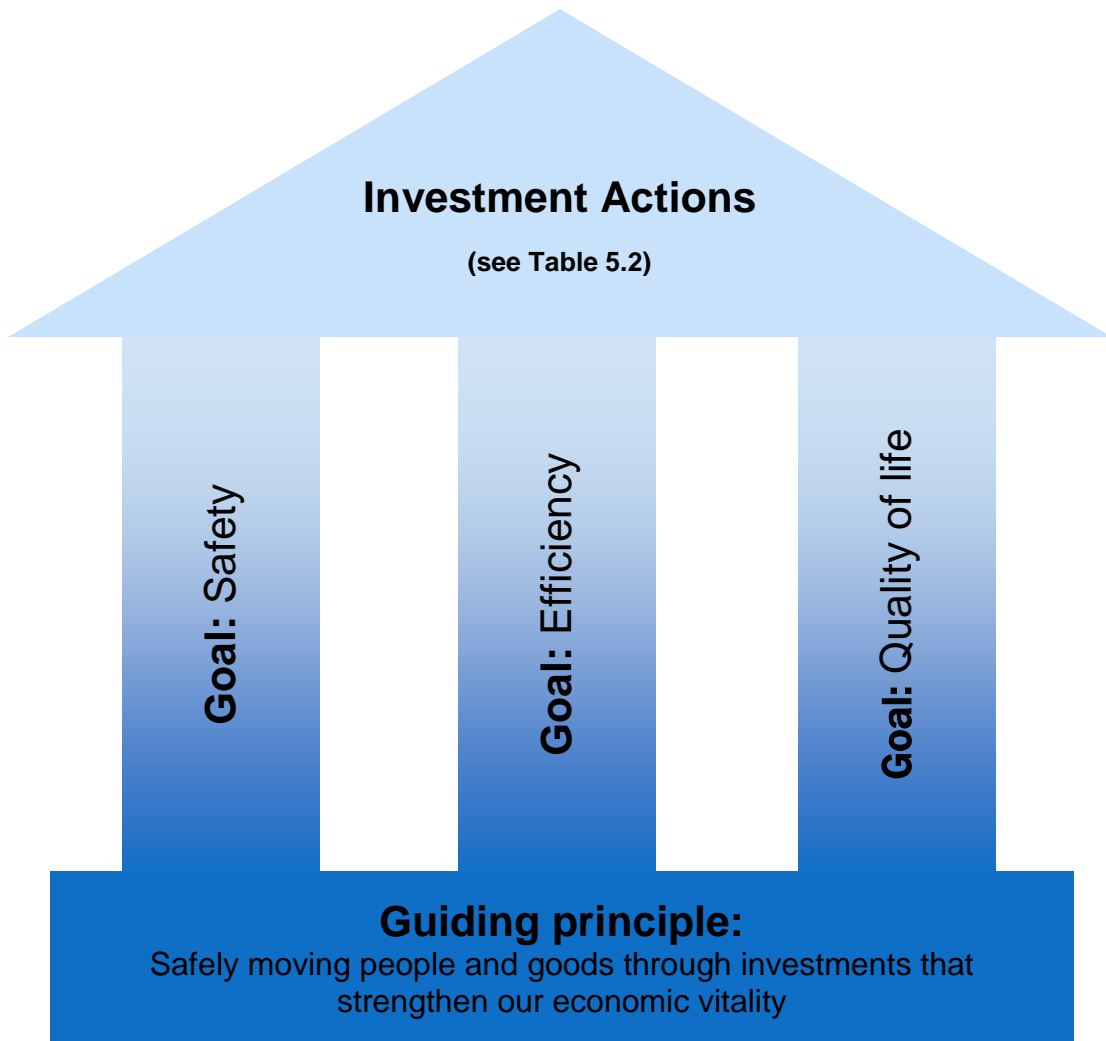 Investment Actions
(see Table 5.2)
Goal: Safety
Goal: Efficiency
Goal: Quality of life
Guiding principle:
Safely moving people and goods through investments that
strengthen our economic vitality